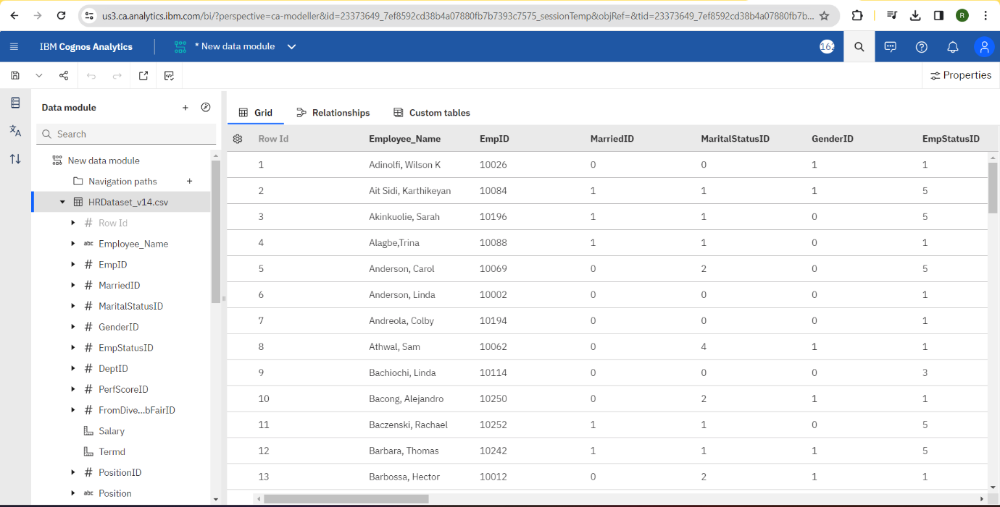 us3.ca.analytics.ibm.com/bi/?perspective=ca-modeller&id=23373649_7ef8592cd38b4a07880fb7b7393c7575_sessionTemp&objRef=&tid=23373649_7ef8592cd38b4a07880fb7b...
R
IBM Cognos Analytics
* New data module
162
Properties
Data module
Search
New data module
Navigation paths
HRDataset_v14.csv
# Row Id
abc Employee_Name
# EmpID
# MarriedID
# MaritalStatusID
# GenderID
# EmpStatusID
# DeptID
# PerfScoreID
# FromDive...bFairID
Salary
Termd
# PositionID
abc Position
Grid Relationships Custom tables
Row Id Employee_Name EmpID MarriedID MaritalStatusID GenderID EmpStatusID
1 Adinolfi, Wilson K 10026 0 0 1 1
2 Ait Sidi, Karthikeyan 10084 1 1 1 5
3 Akinkuolie, Sarah 10196 1 1 0 5
4 Alagbe,Trina 10088 1 1 0 1
5 Anderson, Carol 10069 0 2 0 5
6 Anderson, Linda 10002 0 0 0 1
7 Andreola, Colby 10194 0 0 0 1
8 Athwal, Sam 10062 0 4 1 1
9 Bachiochi, Linda 10114 0 0 0 3
10 Bacong, Alejandro 10250 0 2 1 1
11 Baczenski, Rachael 10252 1 1 0 5
12 Barbara, Thomas 10242 1 1 1 5
13 Barbossa, Hector 10012 0 2 1 1